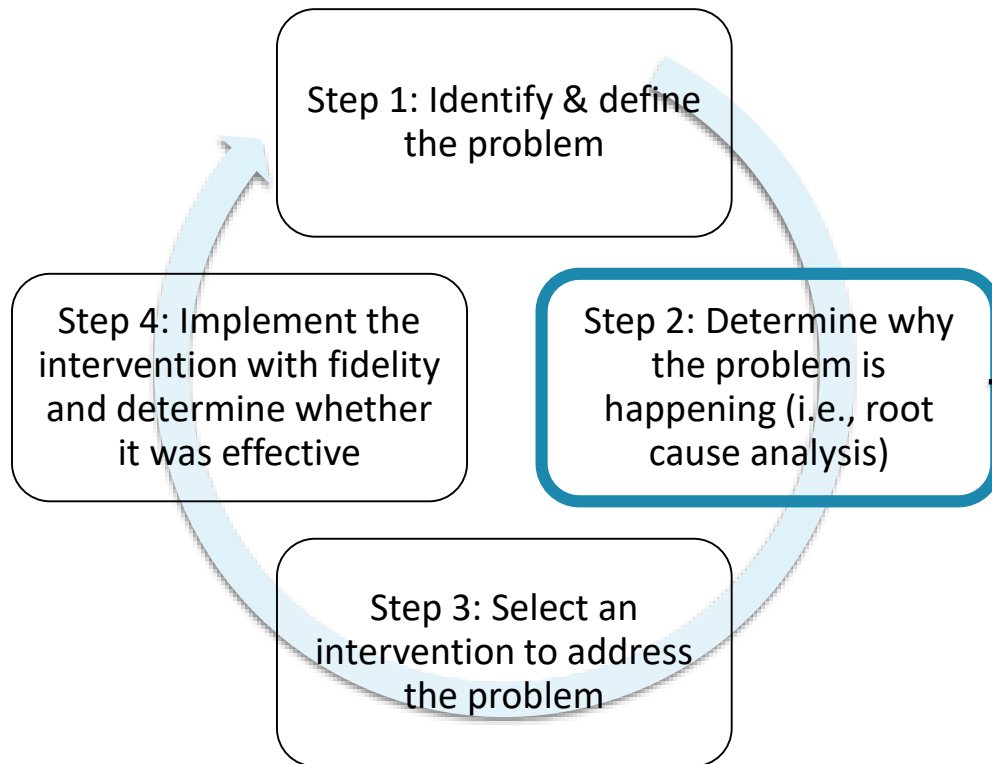 Step 1: Identify & define
the problem
Step 2: Determine why
the problem is
happening (i.e., root
cause analysis)
Step 3: Select an
intervention to address
the problem
Step 4: Implement the
intervention with fidelity
and determine whether
it was effective